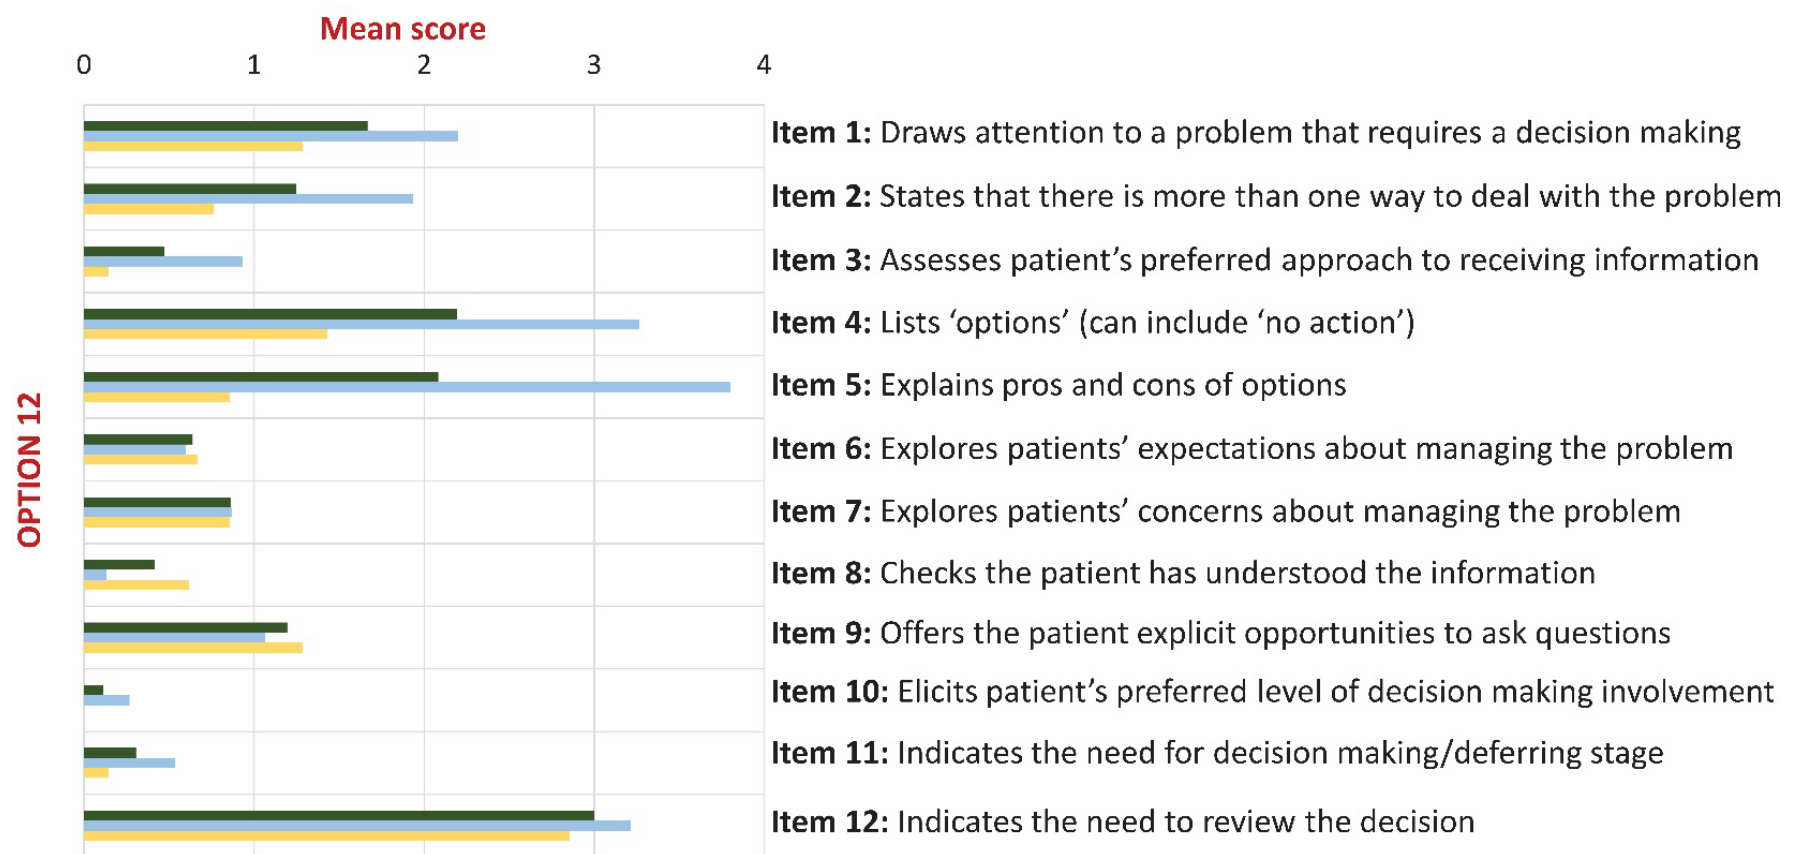 Mean score
0 1 2 3 4
OPTION 12
Item 1: Draws attention to a problem that requires a decision making
Item 2: States that there is more than one way to deal with the problem
Item 3: Assesses patient’s preferred approach to receiving information
Item 4: Lists ‘options’ (can include ‘no action’)
Item 5: Explains pros and cons of options
Item 6: Explores patients’ expectations about managing the problem
Item 7: Explores patients’ concerns about managing the problem
Item 8: Checks the patient has understood the information
Item 9: Offers the patient explicit opportunities to ask questions
Item 10: Elicits patient’s preferred level of decision making involvement
Item 11: Indicates the need for decision making/deferring stage
Item 12: Indicates the need to review the decision